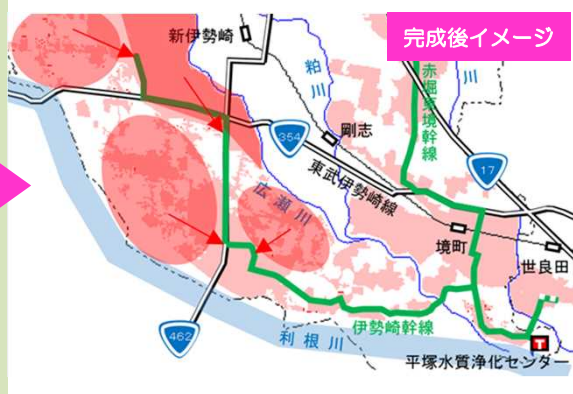 完成後イメージ
新伊勢崎
粕川
川
赤堀東境幹線
剛志
354
17
東武伊勢崎線
広瀬川
境町
世良田
伊勢崎幹線
利根川
462
T
平塚水質浄化センター